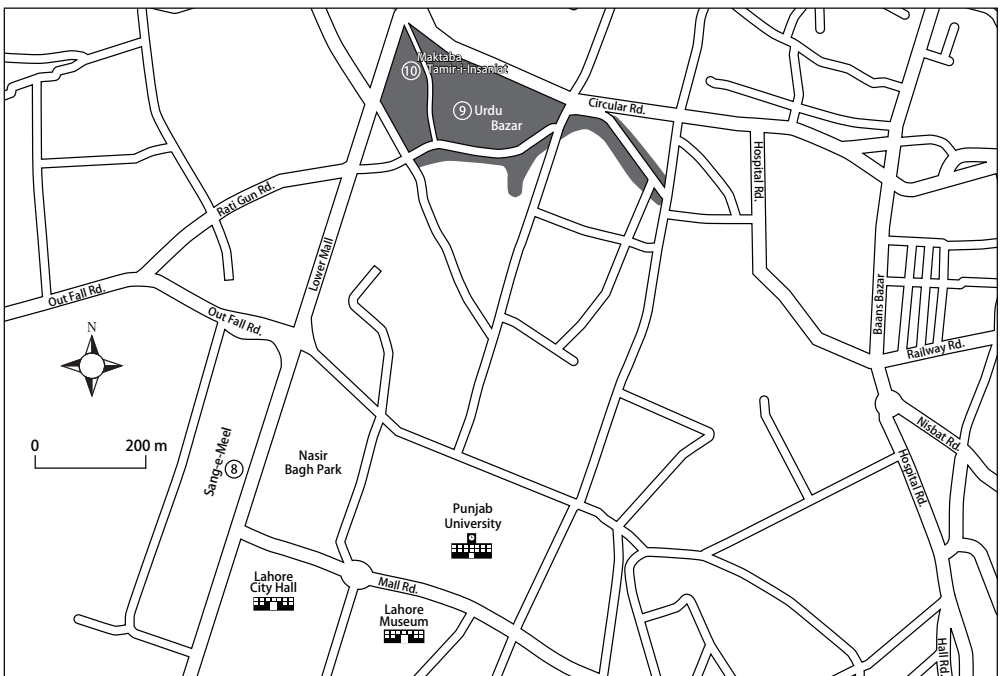 Maktaba
10 Tamir-i-Insaniat
9 Urdu
Bazar
Circular Rd.
Hospital Rd.
Rati Gun Rd.
Lower Mall
Out Fall Rd.
Out Fall Rd.
Baans Bazar
Railway Rd.
N
0 200 m
Sang-e-Meel
8
Nasir
Bagh Park
Nisbat Rd.
Hospital Rd.
Punjab
University
Lahore
City Hall
Mall Rd.
Lahore
Museum
Hall Rd.